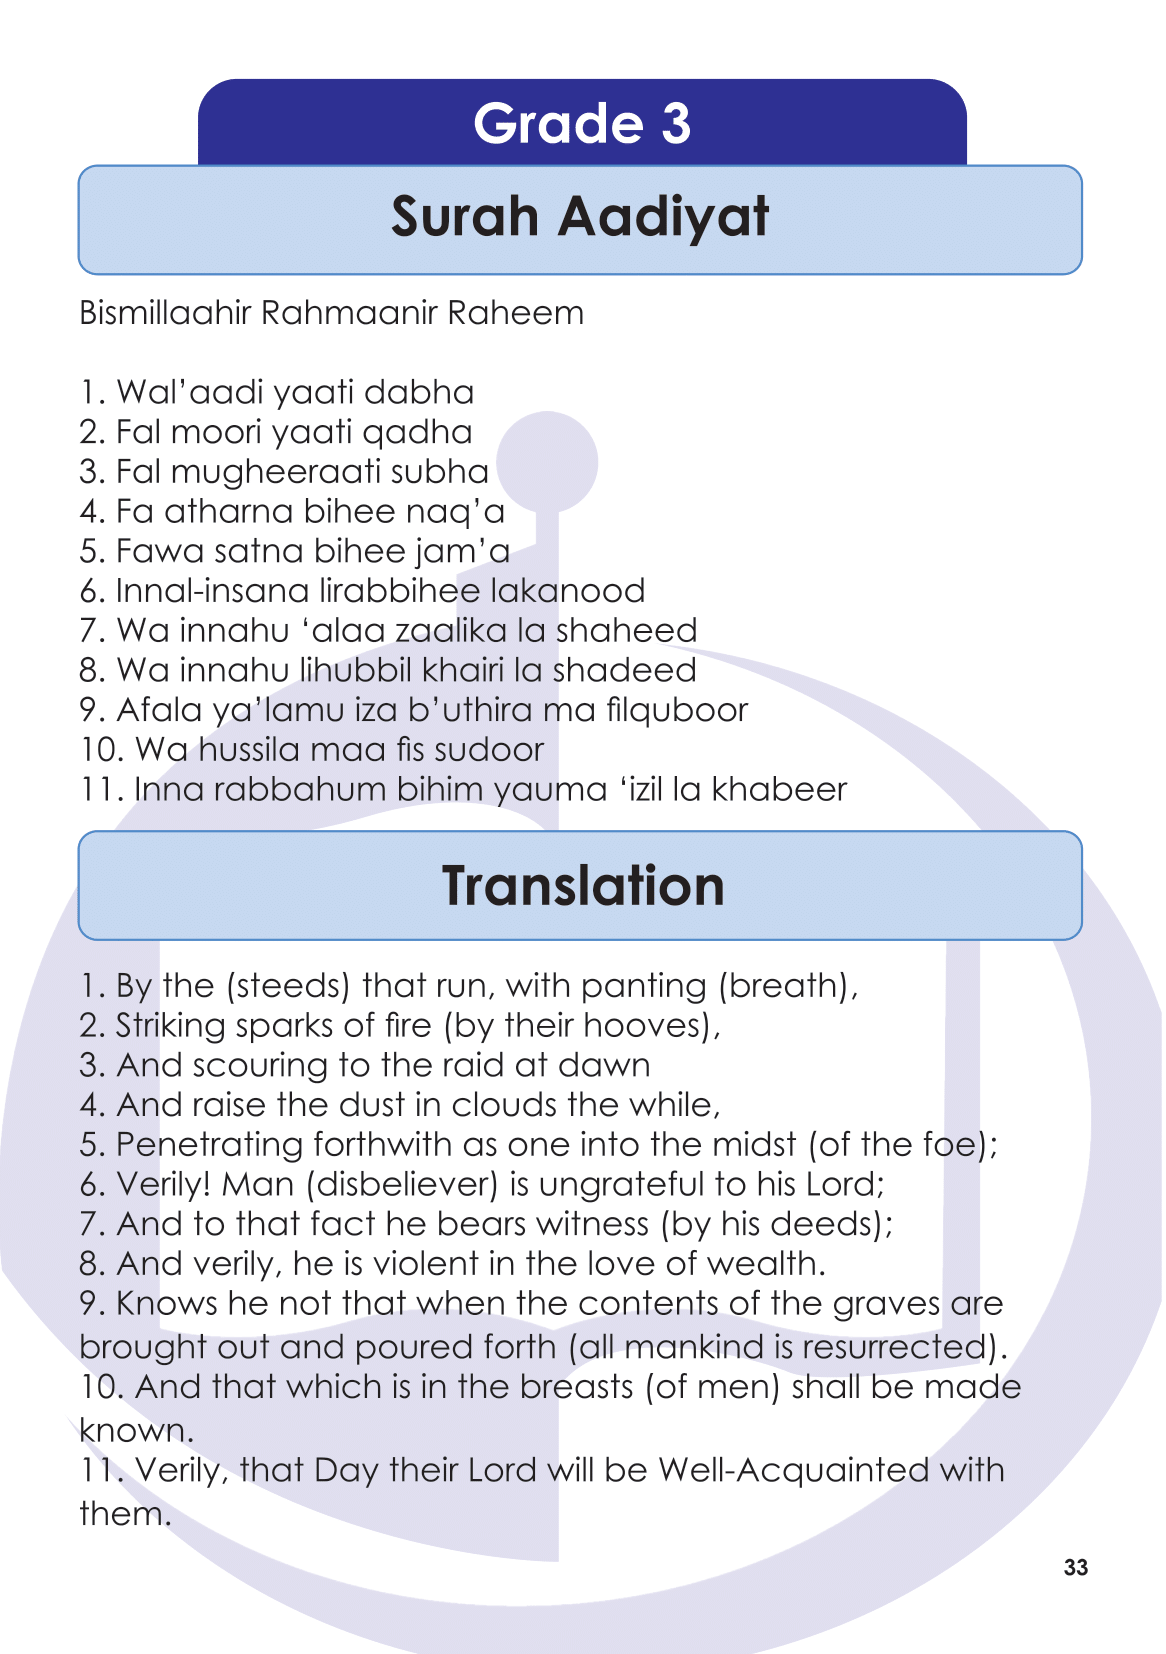 Grade 3
Surah Aadiyat
Bismillaahir Rahmaanir Raheem
1. Wal’aadi yaati dabha
2. Fal moori yaati qadha
3. Fal mugheeraati subha
4. Fa atharna bihee naq’a
5. Fawa satna bihee jam’a
6. Innal-insana lirabbihee lakanood
7. Wa innahu ‘alaa zaalika la shaheed
8. Wa innahu lihubbil khairi la shadeed
9. Afala ya’lamu iza b’uthira ma filquboor
10. Wa hussila maa fis sudoor
11. Inna rabbahum bihim yauma ‘izil la khabeer
Translation
1. By the (steeds) that run, with panting (breath),
2. Striking sparks of fire (by their hooves),
3. And scouring to the raid at dawn
4. And raise the dust in clouds the while,
5. Penetrating forthwith as one into the midst (of the foe);
6. Verily! Man (disbeliever) is ungrateful to his Lord;
7. And to that fact he bears witness (by his deeds);
8. And verily, he is violent in the love of wealth.
9. Knows he not that when the contents of the graves are
brought out and poured forth (all mankind is resurrected).
10. And that which is in the breasts (of men) shall be made
known.
11. Verily, that Day their Lord will be Well-Acquainted with
them.
33